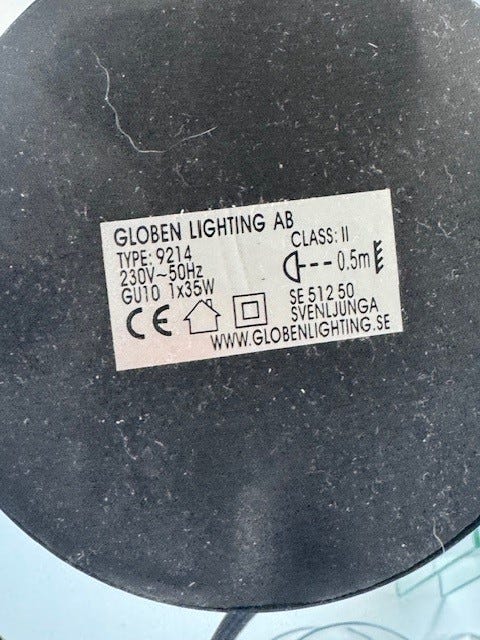 GLOBEN LIGHTING AB
TYPE: 9214
230V~50Hz
GU10 1x35W
CLASS: II
0.5m
CE
SE 512 50
SVENLJUNGA
WWW.GLOBENLIGHTING.SE